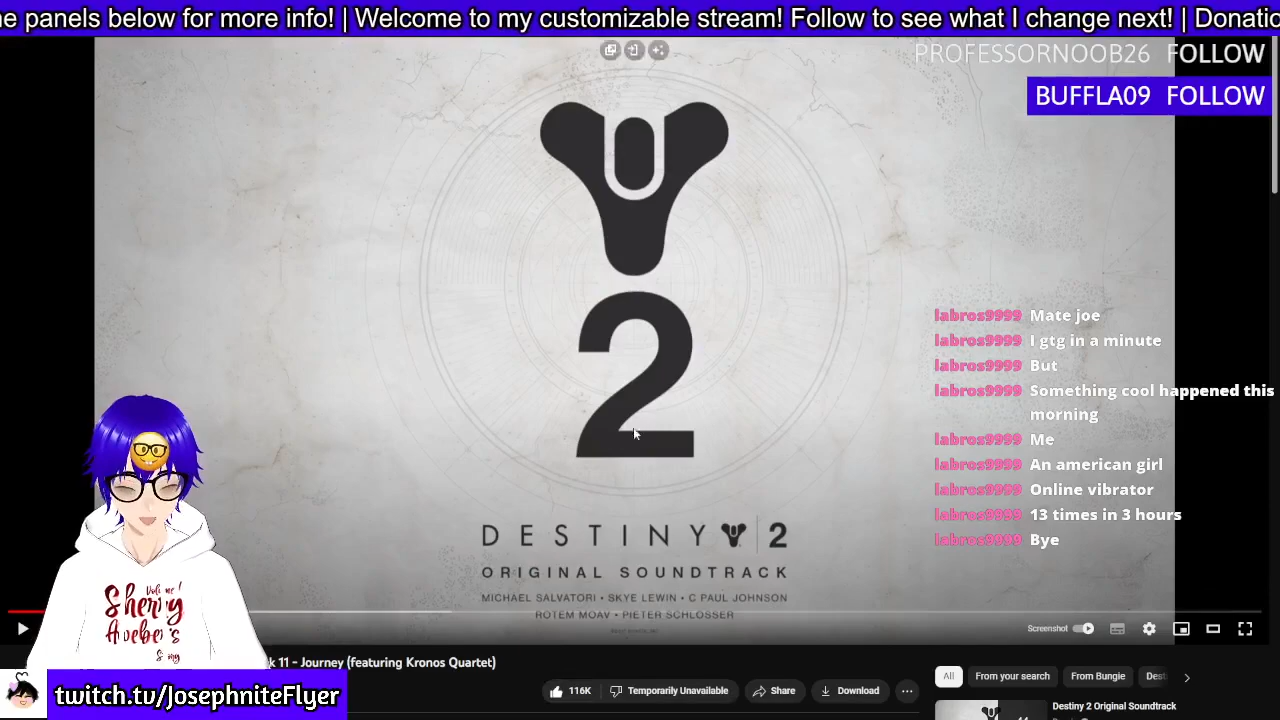 ne panels below for more info! | Welcome to my customizable stream! Follow to see what I change next! | Donatio
PROFESSORNOOB26 FOLLOW
BUFFLA09 FOLLOW
2
DESTINY 2
ORIGINAL SOUNDTRACK
MICHAEL SALVATORI • SKYE LEWIN • C PAUL JOHNSON
ROTEM MOAV • PIETER SCHLOSSER
labros9999 Mate joe
labros9999 I gtg in a minute
labros9999 But
labros9999 Something cool happened this
morning
labros9999 Me
labros9999 An american girl
labros9999 Online vibrator
labros9999 13 times in 3 hours
labros9999 Bye
Screenshot
k 11 - Journey (featuring Kronos Quartet)
116K Temporarily Unavailable Share Download
All From your search From Bungie Dest
Destiny 2 Original Soundtrack
twitch.tv/JosephniteFlyer